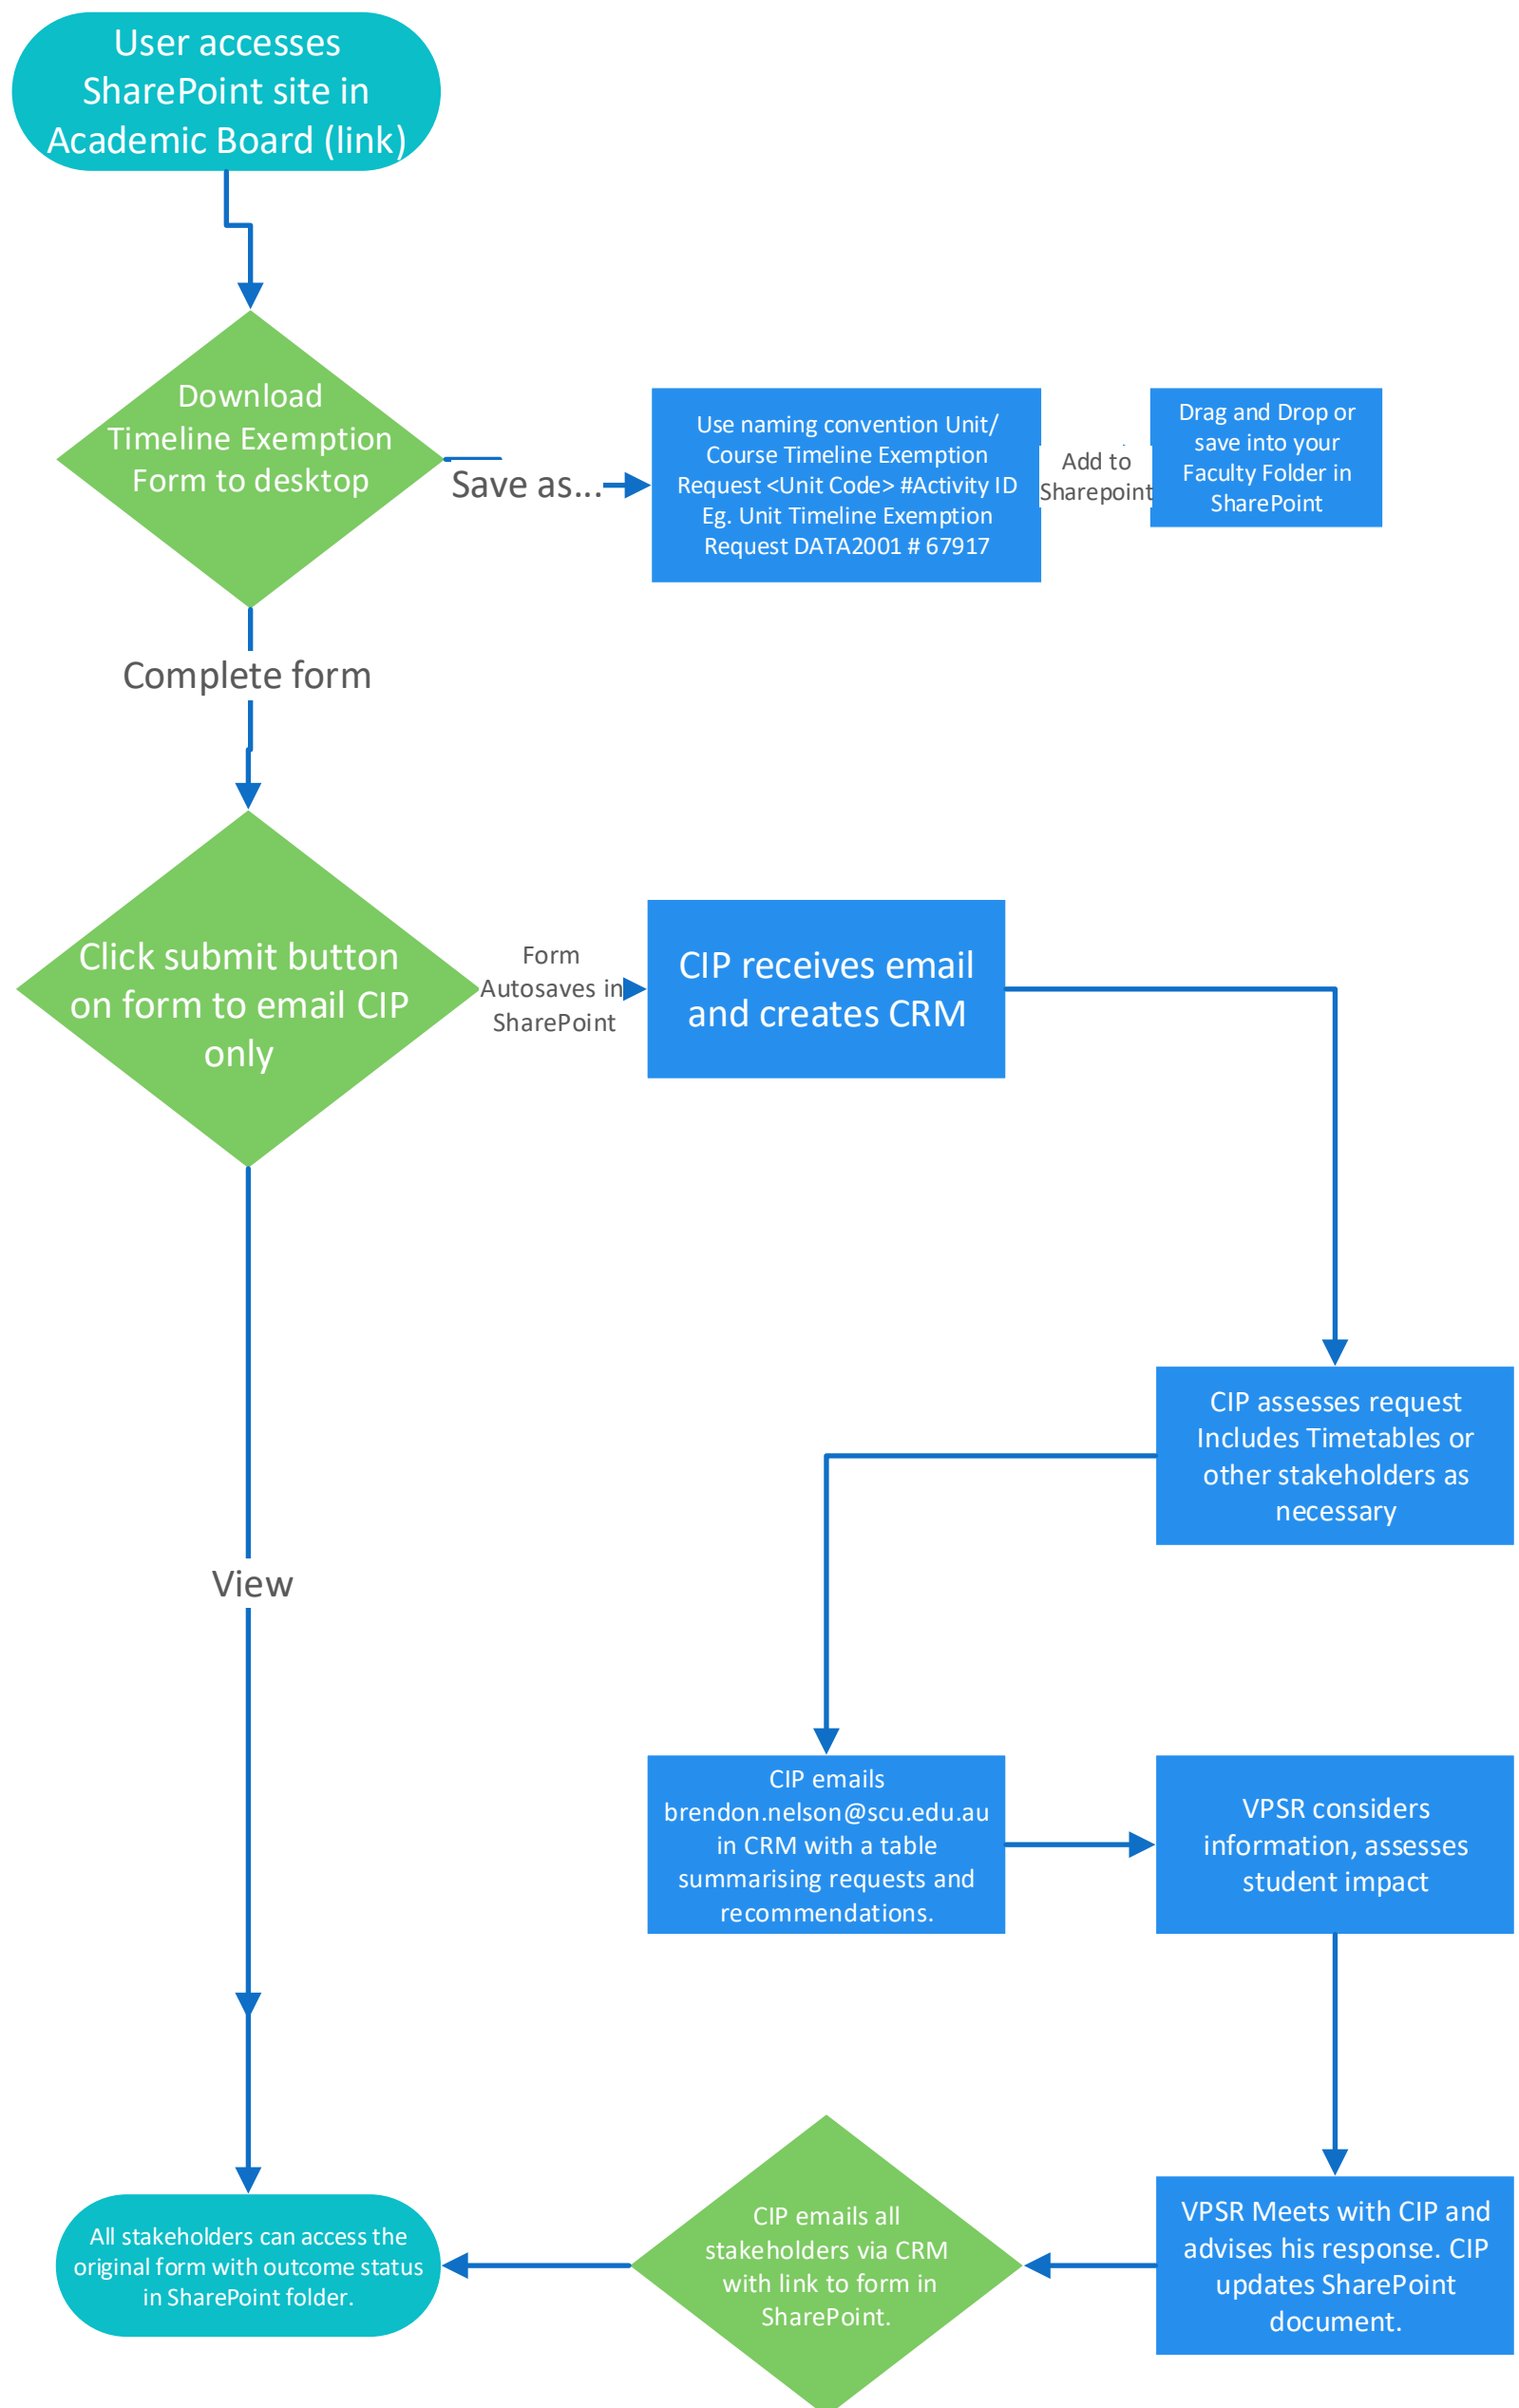 User accesses
SharePoint site in
Academic Board (link)
Download
Timeline Exemption
Form to desktop
Save as...
Use naming convention Unit/
Course Timeline Exemption
Request <Unit Code> #Activity ID
Eg. Unit Timeline Exemption
Request DATA2001 # 67917
Add to
Sharepoint
Drag and Drop or
save into your
Faculty Folder in
SharePoint
Complete form
Click submit button
on form to email CIP
only
Form
Autosaves in
SharePoint
CIP receives email
and creates CRM
CIP assesses request
Includes Timetables or
other stakeholders as
necessary
View
CIP emails
brendon.nelson@scu.edu.au
in CRM with a table
summarising requests and
recommendations.
VPSR considers
information, assesses
student impact
VPSR Meets with CIP and
advises his response. CIP
updates SharePoint
document.
CIP emails all
stakeholders via CRM
with link to form in
SharePoint.
All stakeholders can access the
original form with outcome status
in SharePoint folder.